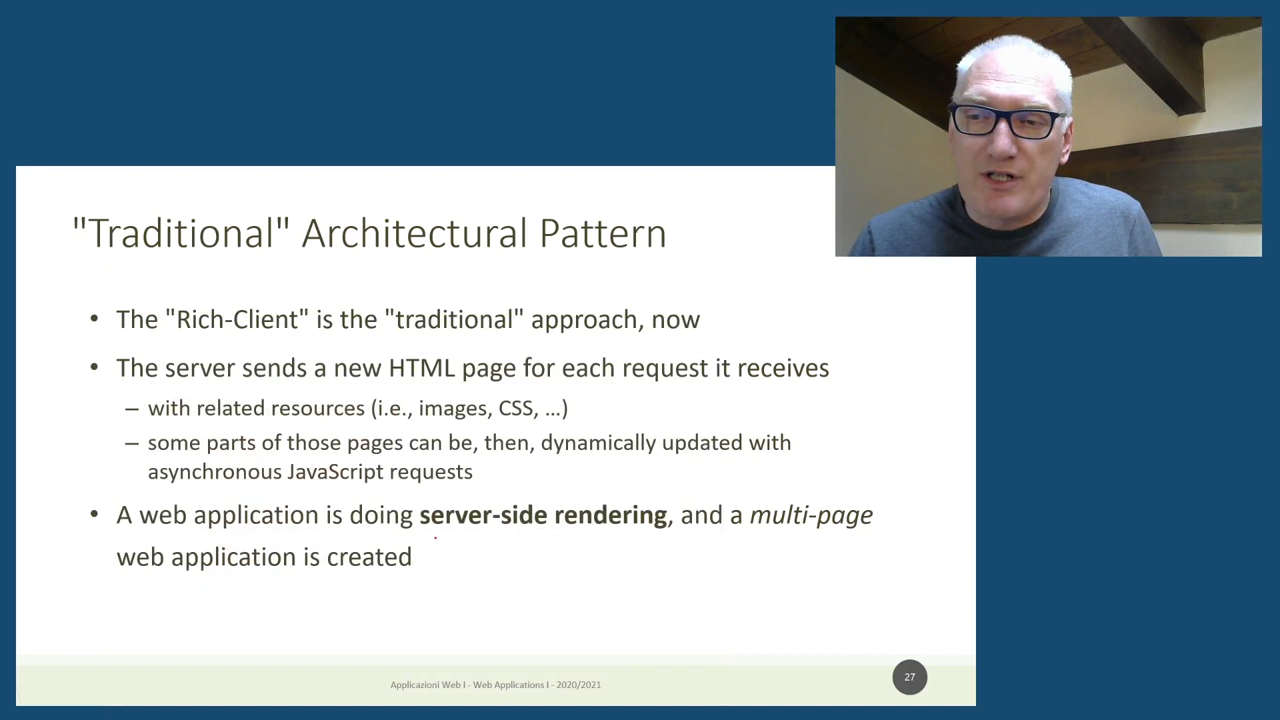 "Traditional" Architectural Pattern
• The "Rich-Client" is the "traditional" approach, now
• The server sends a new HTML page for each request it receives
– with related resources (i.e., images, CSS, …)
– some parts of those pages can be, then, dynamically updated with
asynchronous JavaScript requests
• A web application is doing server-side rendering, and a multi-page
web application is created
Applicazioni Web I - Web Applications I - 2020/2021
27